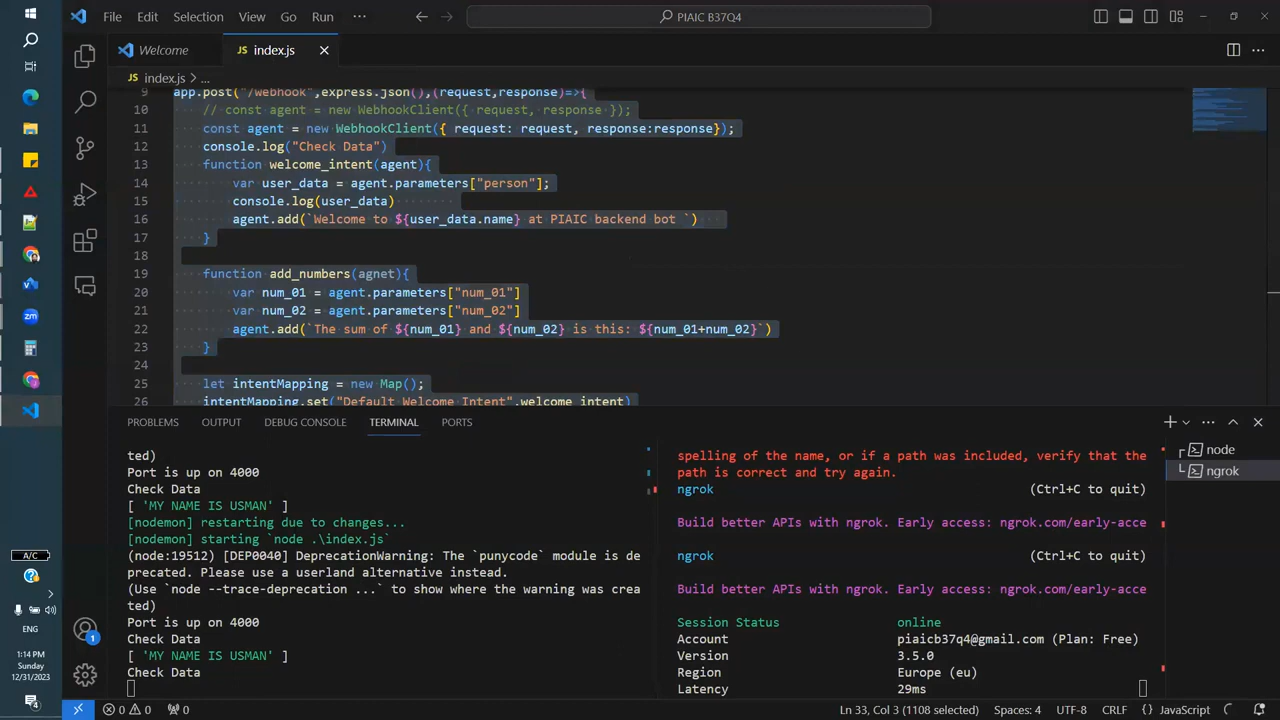 File Edit Selection View Go Run ···
PIAIC B37Q4
Welcome
JS index.js
JS index.js > ...
9 app.post("/webhook",express.json(),(request,response)=>{
10 // const agent = new WebhookClient({ request, response });
11 const agent = new WebhookClient({ request: request, response:response});
12 console.log("Check Data")
13 function welcome_intent(agent){
14 var user_data = agent.parameters["person"];
15 console.log(user_data)
16 agent.add(`Welcome to ${user_data.name} at PIAIC backend bot `)
17 }
18
19 function add_numbers(agnet){
20 var num_01 = agent.parameters["num_01"]
21 var num_02 = agent.parameters["num_02"]
22 agent.add(`The sum of ${num_01} and ${num_02} is this: ${num_01+num_02}`)
23 }
24
25 let intentMapping = new Map();
26 intentMapping.set("Default Welcome Intent",welcome_intent)
PROBLEMS OUTPUT DEBUG CONSOLE TERMINAL PORTS
ted)
Port is up on 4000
Check Data
[ 'MY NAME IS USMAN' ]
[nodemon] restarting due to changes...
[nodemon] starting `node .\index.js`
(node:19512) [DEP0040] DeprecationWarning: The `punycode` module is de
precated. Please use a userland alternative instead.
(Use `node --trace-deprecation ...` to show where the warning was crea
ted)
Port is up on 4000
Check Data
[ 'MY NAME IS USMAN' ]
Check Data
spelling of the name, or if a path was included, verify that the
path is correct and try again.
ngrok (Ctrl+C to quit)
Build better APIs with ngrok. Early access: ngrok.com/early-acce
ngrok (Ctrl+C to quit)
Build better APIs with ngrok. Early access: ngrok.com/early-acce
Session Status online
Account piaicb37q4@gmail.com (Plan: Free)
Version 3.5.0
Region Europe (eu)
Latency 29ms
node
ngrok
A/C
ENG
1:14 PM
Sunday
12/31/2023
4
1
0 0 0
Ln 33, Col 3 (1108 selected) Spaces: 4 UTF-8 CRLF {} JavaScript